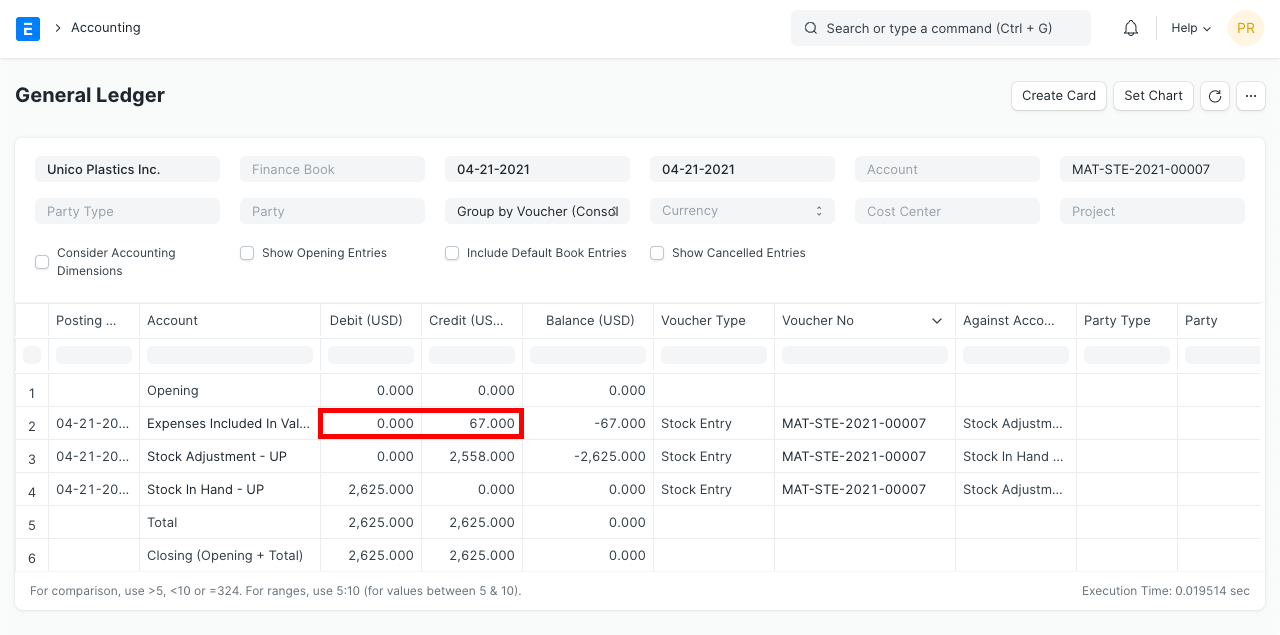 E > Accounting Search or type a command (Ctrl + G) Help PR
General Ledger Create Card Set Chart ...
Unico Plastics Inc. Finance Book 04-21-2021 04-21-2021 Account MAT-STE-2021-00007
Party Type Party Group by Voucher (Consol Currency Cost Center Project
Consider Accounting Dimensions Show Opening Entries Include Default Book Entries Show Cancelled Entries
Posting ... Account Debit (USD) Credit (US... Balance (USD) Voucher Type Voucher No Against Acco... Party Type Party
1 Opening 0.000 0.000 0.000
2 04-21-20... Expenses Included In Val... 0.000 67.000 -67.000 Stock Entry MAT-STE-2021-00007 Stock Adjustm...
3 04-21-20... Stock Adjustment - UP 0.000 2,558.000 -2,625.000 Stock Entry MAT-STE-2021-00007 Stock In Hand ...
4 04-21-20... Stock In Hand - UP 2,625.000 0.000 0.000 Stock Entry MAT-STE-2021-00007 Stock Adjustm...
5 Total 2,625.000 2,625.000 0.000
6 Closing (Opening + Total) 2,625.000 2,625.000 0.000
For comparison, use >5, <10 or =324. For ranges, use 5:10 (for values between 5 & 10). Execution Time: 0.019514 sec